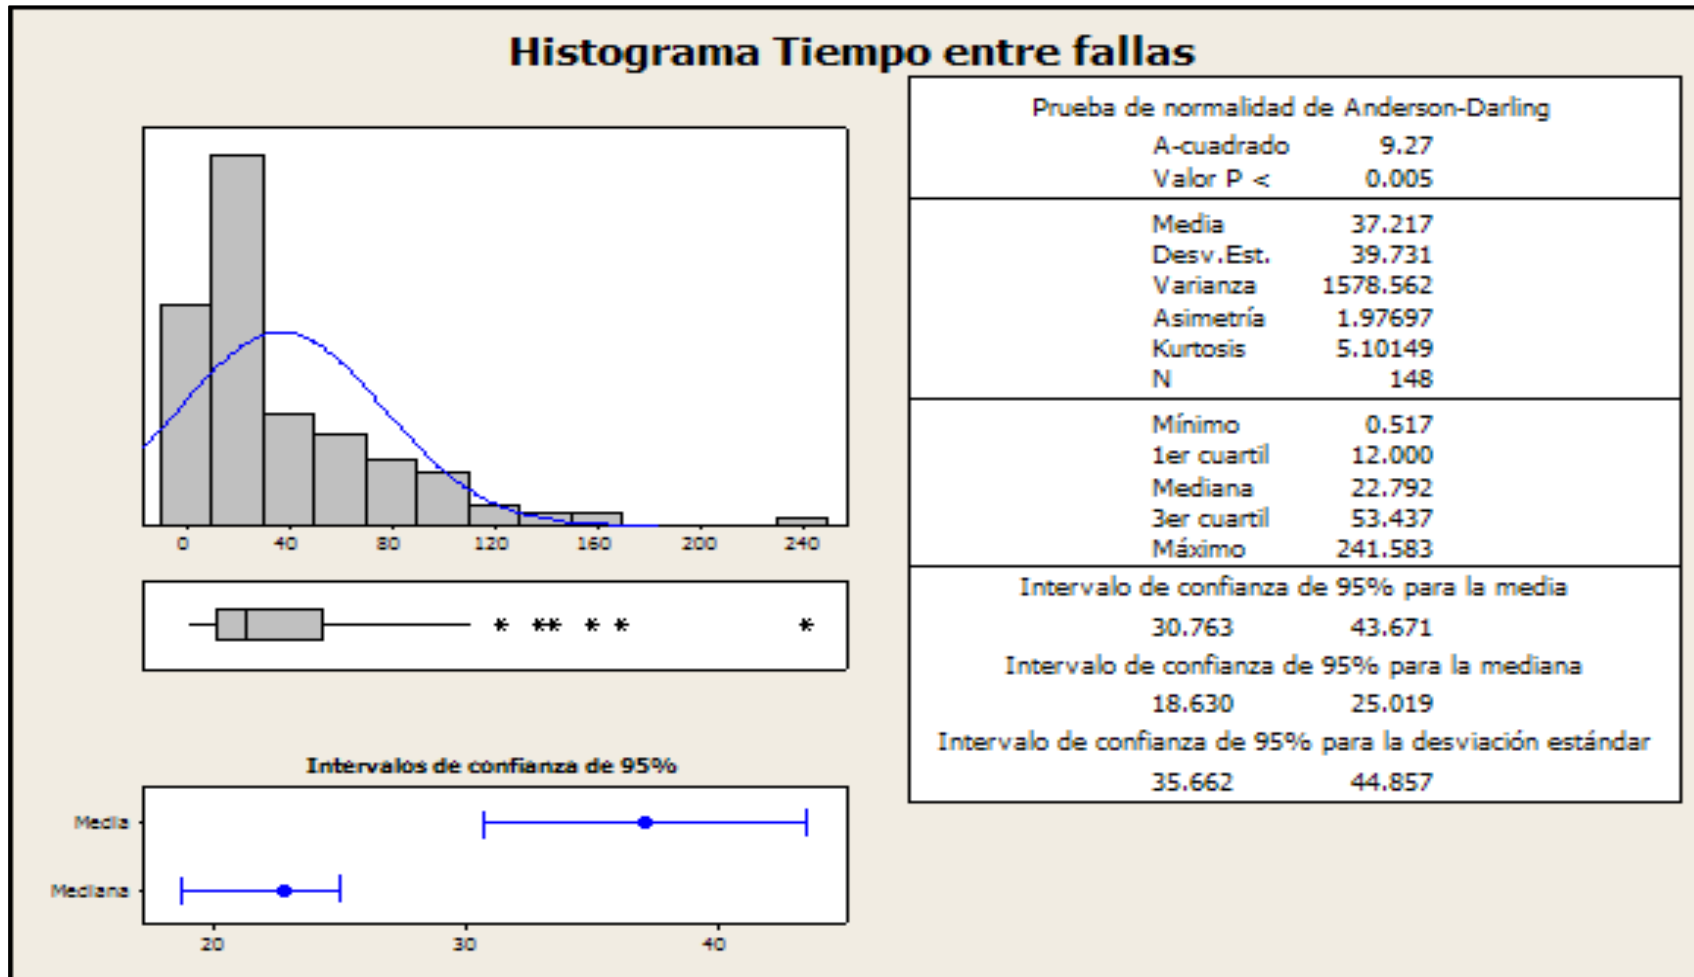 Histograma Tiempo entre fallas
0 40 80 120 160 200 240
Intervalos de confianza de 95%
Media
Mediana
20 30 40
Prueba de normalidad de Anderson-Darling
A-cuadrado 9.27
Valor P < 0.005
Media 37.217
Desv.Est. 39.731
Varianza 1578.562
Asimetría 1.97697
Kurtosis 5.10149
N 148
Mínimo 0.517
1er cuartil 12.000
Mediana 22.792
3er cuartil 53.437
Máximo 241.583
Intervalo de confianza de 95% para la media
30.763 43.671
Intervalo de confianza de 95% para la mediana
18.630 25.019
Intervalo de confianza de 95% para la desviación estándar
35.662 44.857